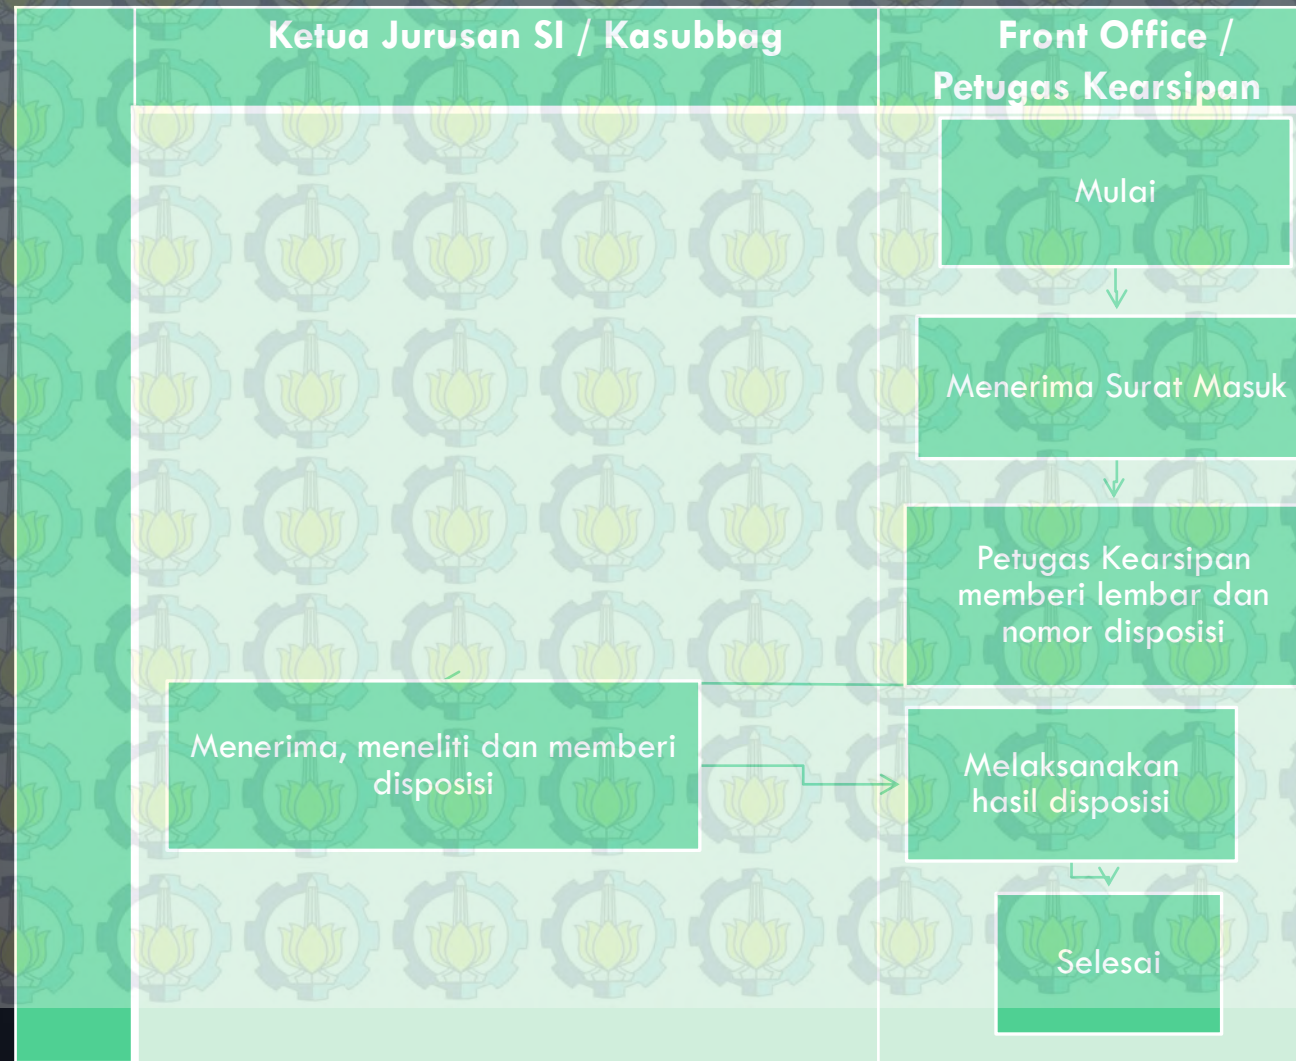 Ketua Jurusan SI / Kasubbag
Front Office /
Petugas Kearsipan
Mulai
Menerima Surat Masuk
Petugas Kearsipan
memberi lembar dan
nomor disposisi
Menerima, meneliti dan memberi
disposisi
Melaksanakan
hasil disposisi
Selesai